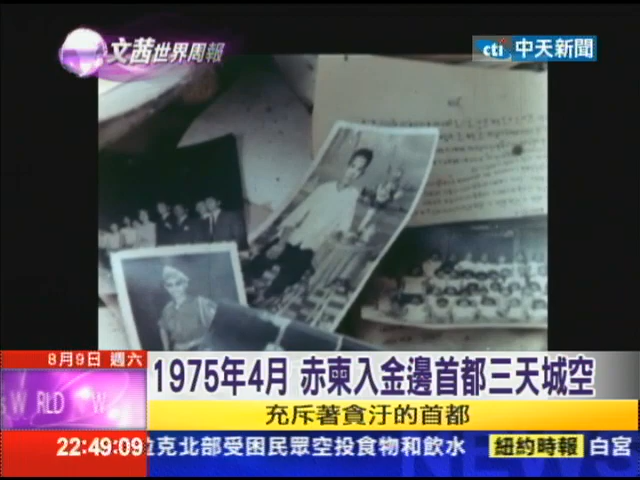 文茜世界周報
cti 中天新聞
8月9日 週六
1975年4月 赤柬入金邊首都三天城空
WORLD W
充斥著貪汙的首都
22:49:09
拉克北部受困民眾空投食物和飲水 紐約時報 白宮
NEWS